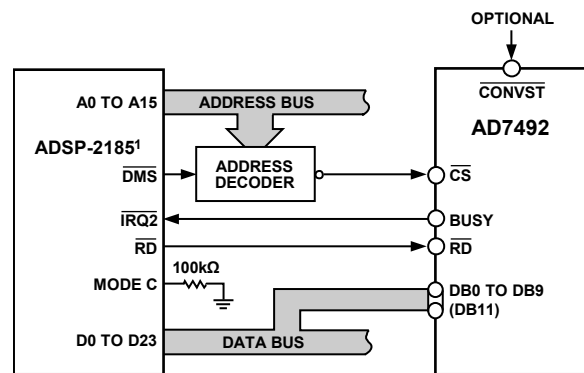 OPTIONAL
A0 TO A15
ADDRESS BUS
CONVST
AD7492
ADSP-2185¹
DMS
ADDRESS
DECODER
CS
IRQ2
BUSY
RD
RD
MODE C
100kΩ
DB0 TO DB9
(DB11)
D0 TO D23
DATA BUS